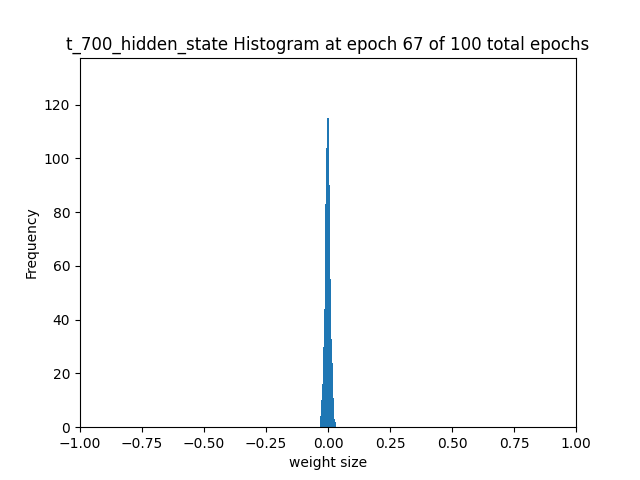 t_700_hidden_state Histogram at epoch 67 of 100 total epochs
120
100
80
60
40
20
0
Frequency
−1.00 −0.75 −0.50 −0.25 0.00 0.25 0.50 0.75 1.00
weight size